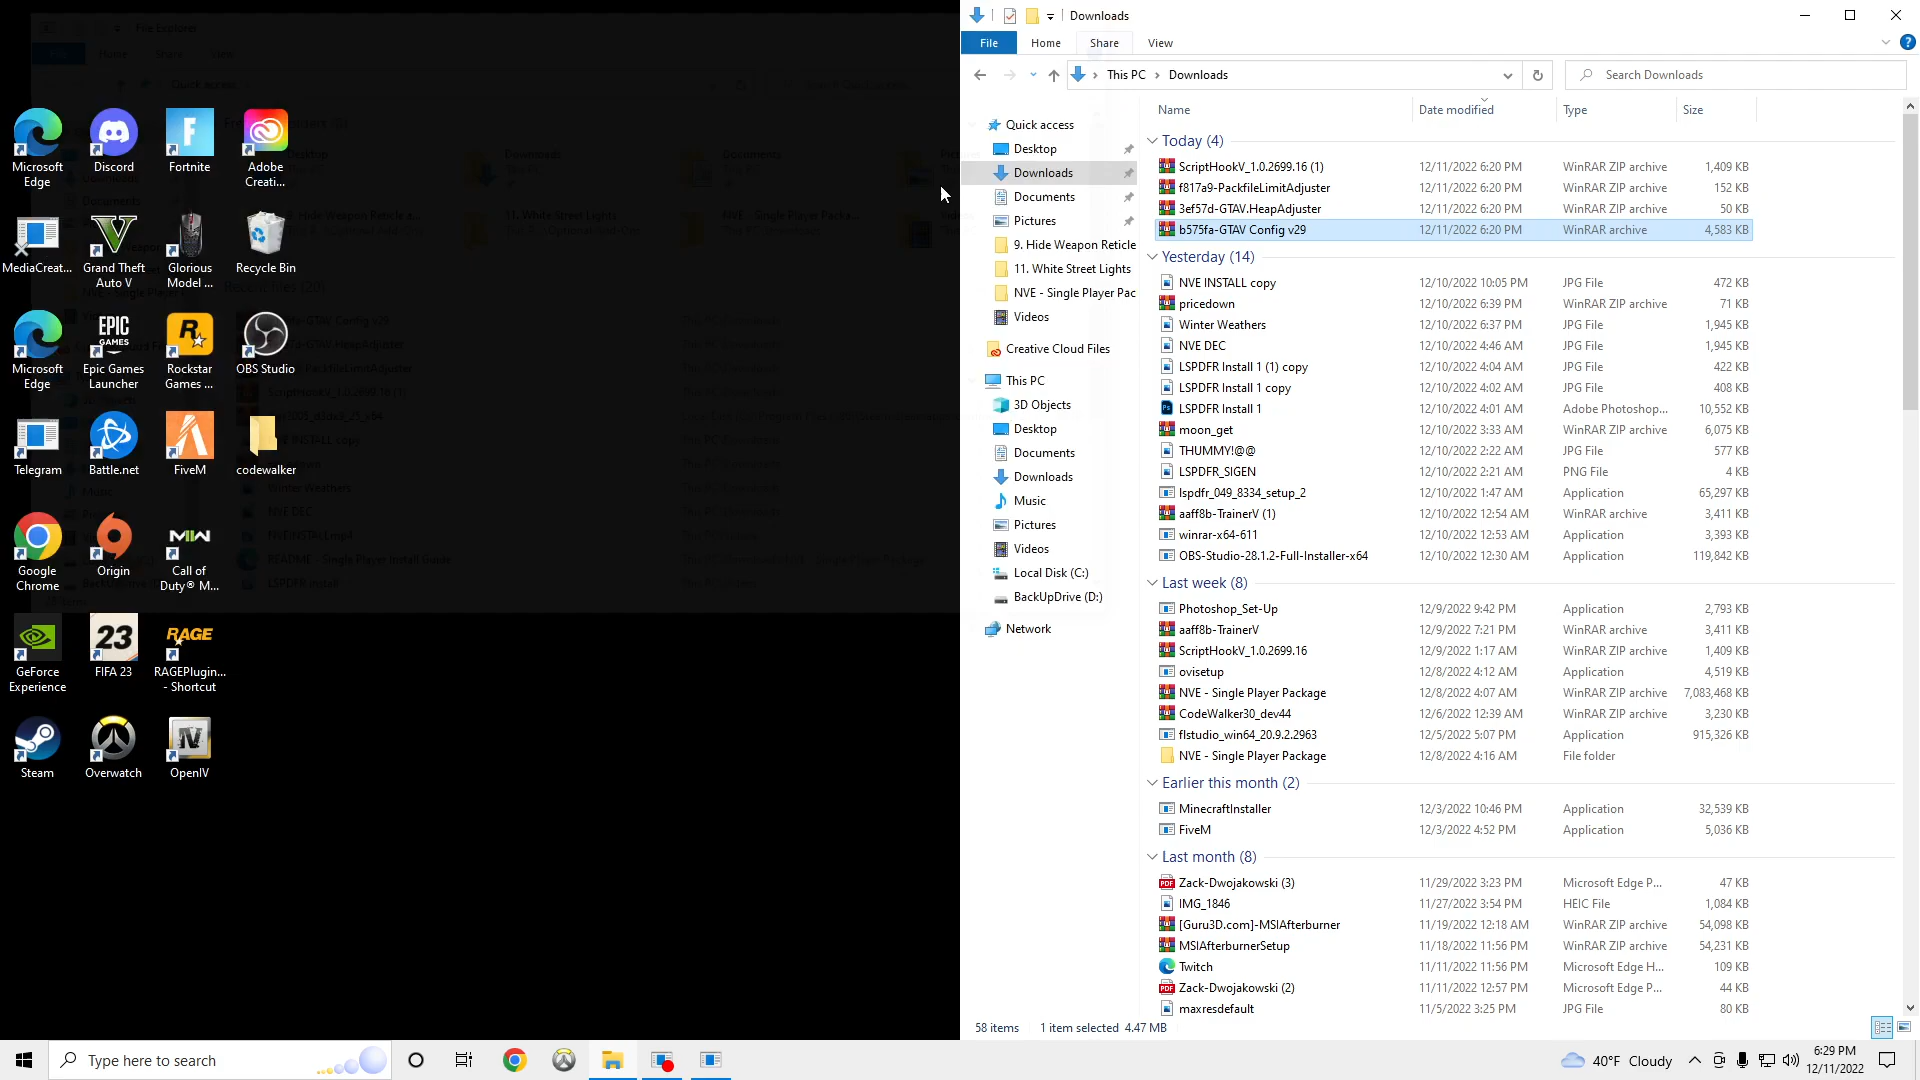 File Explorer
Quick access
Microsoft
Edge
Discord
Fortnite
Adobe
Creati...
MediaCreat...
Grand Theft
Auto V
Glorious
Model ...
Recycle Bin
Microsoft
Edge
EPIC
GAMES
Epic Games
Launcher
Rockstar
Games ...
OBS Studio
Telegram
Battle.net
FiveM
codewalker
Google
Chrome
Origin
MWII
Call of
Duty® M...
GeForce
Experience
23
FIFA 23
RAGE
RAGEPlugin...
- Shortcut
Steam
Overwatch
IV
OpenIV
Downloads
File Home Share View
This PC Downloads
Search Downloads
Quick access
Desktop
Downloads
Documents
Pictures
9. Hide Weapon Reticle
11. White Street Lights
NVE - Single Player Pac
Videos
Creative Cloud Files
This PC
3D Objects
Desktop
Documents
Downloads
Music
Pictures
Videos
Local Disk (C:)
BackUpDrive (D:)
Network
Name Date modified Type Size
Today (4)
ScriptHookV_1.0.2699.16 (1) 12/11/2022 6:20 PM WinRAR ZIP archive 1,409 KB
f817a9-PackfileLimitAdjuster 12/11/2022 6:20 PM WinRAR ZIP archive 152 KB
3ef57d-GTAV.HeapAdjuster 12/11/2022 6:20 PM WinRAR ZIP archive 50 KB
b575fa-GTAV Config v29 12/11/2022 6:20 PM WinRAR archive 4,583 KB
Yesterday (14)
NVE INSTALL copy 12/10/2022 10:05 PM JPG File 472 KB
pricedown 12/10/2022 6:39 PM WinRAR ZIP archive 71 KB
Winter Weathers 12/10/2022 6:37 PM JPG File 1,945 KB
NVE DEC 12/10/2022 4:46 AM JPG File 1,945 KB
LSPDFR Install 1 (1) copy 12/10/2022 4:04 AM JPG File 422 KB
LSPDFR Install 1 copy 12/10/2022 4:02 AM JPG File 408 KB
LSPDFR Install 1 12/10/2022 4:01 AM Adobe Photoshop... 10,552 KB
moon_get 12/10/2022 3:33 AM WinRAR ZIP archive 6,075 KB
THUMMY!@@ 12/10/2022 2:22 AM JPG File 577 KB
LSPDFR_SIGEN 12/10/2022 2:21 AM PNG File 4 KB
lspdfr_049_8334_setup_2 12/10/2022 1:47 AM Application 65,297 KB
aaff8b-TrainerV (1) 12/10/2022 12:54 AM WinRAR archive 3,411 KB
winrar-x64-611 12/10/2022 12:53 AM Application 3,393 KB
OBS-Studio-28.1.2-Full-Installer-x64 12/10/2022 12:30 AM Application 119,842 KB
Last week (8)
Photoshop_Set-Up 12/9/2022 9:42 PM Application 2,793 KB
aaff8b-TrainerV 12/9/2022 7:21 PM WinRAR archive 3,411 KB
ScriptHookV_1.0.2699.16 12/9/2022 1:17 AM WinRAR ZIP archive 1,409 KB
ovisetup 12/8/2022 4:12 AM Application 4,519 KB
NVE - Single Player Package 12/8/2022 4:07 AM WinRAR ZIP archive 7,083,468 KB
CodeWalker30_dev44 12/6/2022 12:39 AM WinRAR ZIP archive 3,230 KB
flstudio_win64_20.9.2.2963 12/5/2022 5:07 PM Application 915,326 KB
NVE - Single Player Package 12/8/2022 4:16 AM File folder
Earlier this month (2)
MinecraftInstaller 12/3/2022 10:46 PM Application 32,539 KB
FiveM 12/3/2022 4:52 PM Application 5,036 KB
Last month (8)
Zack-Dwojakowski (3) 11/29/2022 3:23 PM Microsoft Edge P... 47 KB
IMG_1846 11/27/2022 3:54 PM HEIC File 1,084 KB
[Guru3D.com]-MSIAfterburner 11/19/2022 12:18 AM WinRAR ZIP archive 54,098 KB
MSIAfterburnerSetup 11/18/2022 11:56 PM WinRAR ZIP archive 54,231 KB
Twitch 11/11/2022 11:56 PM Microsoft Edge H... 109 KB
Zack-Dwojakowski (2) 11/11/2022 12:57 PM Microsoft Edge P... 44 KB
maxresdefault 11/5/2022 3:25 PM JPG File 80 KB
58 items 1 item selected 4.47 MB
Type here to search
40°F Cloudy
6:29 PM
12/11/2022